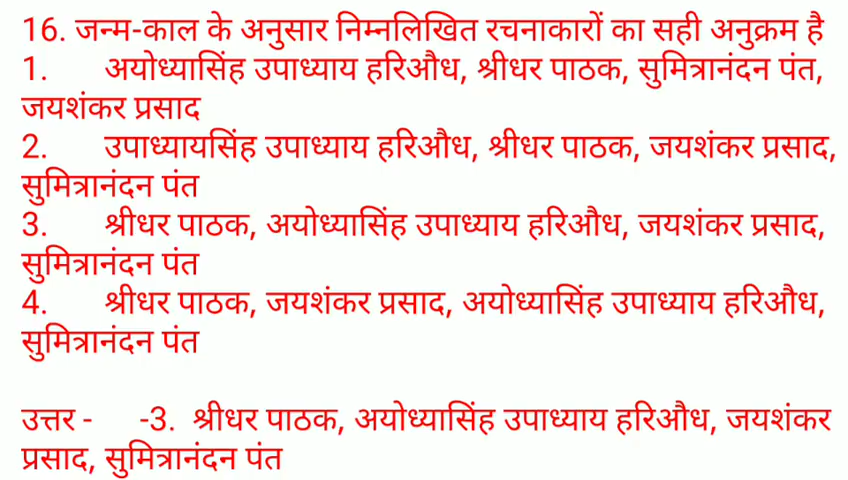 16. जन्म-काल के अनुसार निम्नलिखित रचनाकारों का सही अनुक्रम है
1. अयोध्यासिंह उपाध्याय हरिऔध, श्रीधर पाठक, सुमित्रानंदन पंत,
जयशंकर प्रसाद
2. उपाध्यायसिंह उपाध्याय हरिऔध, श्रीधर पाठक, जयशंकर प्रसाद,
सुमित्रानंदन पंत
3. श्रीधर पाठक, अयोध्यासिंह उपाध्याय हरिऔध, जयशंकर प्रसाद,
सुमित्रानंदन पंत
4. श्रीधर पाठक, जयशंकर प्रसाद, अयोध्यासिंह उपाध्याय हरिऔध,
सुमित्रानंदन पंत
उत्तर - -3. श्रीधर पाठक, अयोध्यासिंह उपाध्याय हरिऔध, जयशंकर
प्रसाद, सुमित्रानंदन पंत